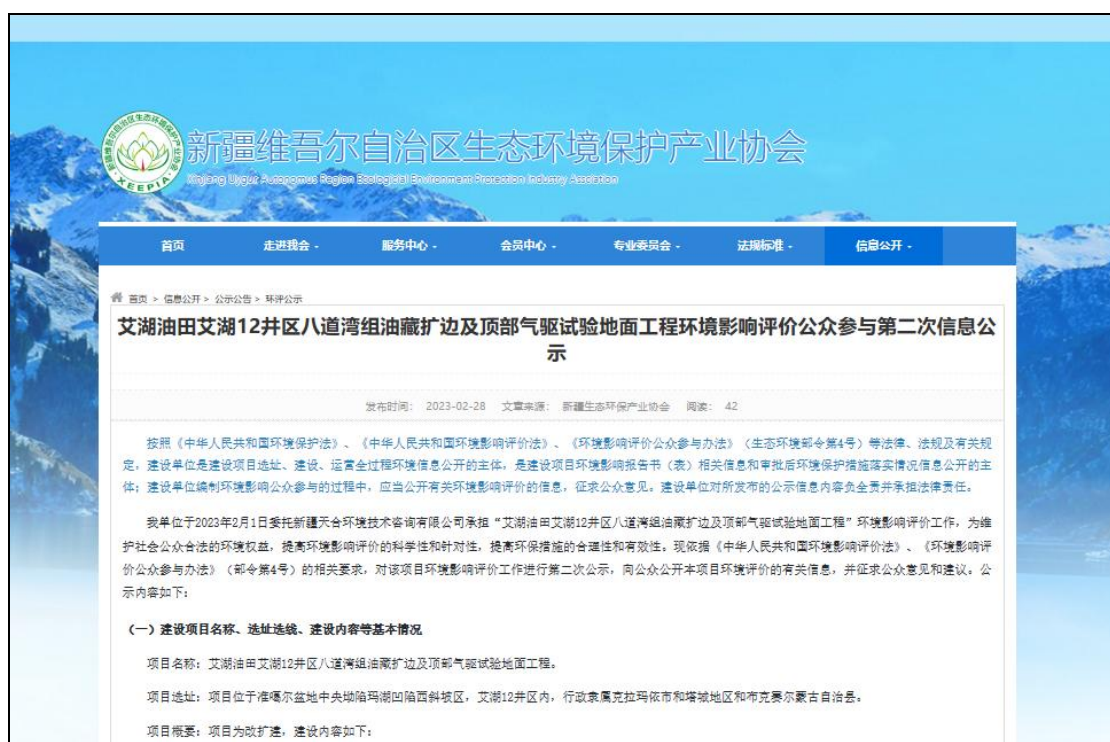 新疆维吾尔自治区生态环境保护产业协会
Xinjiang Uygur Autonomous Region Ecological Environment Protection Industry Association
XEEPIA
首页 走进我会 服务中心 会员中心 专业委员会 法规标准 信息公开
首页 > 信息公开 > 公示公告 > 环评公示
艾湖油田艾湖12井区八道湾组油藏扩边及顶部气驱试验地面工程环境影响评价公众参与第二次信息公
示
发布时间： 2023-02-28 文章来源： 新疆生态环保产业协会 阅读： 42
按照《中华人民共和国环境保护法》、《中华人民共和国环境影响评价法》、《环境影响评价公众参与办法》（生态环境部令第4号）等法律、法规及有关规
定，建设单位是建设项目选址、建设、运营全过程环境信息公开的主体，是建设项目环境影响报告书（表）相关信息和审批后环境保护措施落实情况信息公开的主
体；建设单位编制环境影响公众参与的过程中，应当公开有关环境影响评价的信息，征求公众意见。建设单位对所发布的公示信息内容负全责并承担法律责任。
我单位于2023年2月1日委托新疆天合环境技术咨询有限公司承担“艾湖油田艾湖12井区八道湾组油藏扩边及顶部气驱试验地面工程”环境影响评价工作，为维
护社会公众合法的环境权益，提高环境影响评价的科学性和针对性，提高环保措施的合理性和有效性。现依据《中华人民共和国环境影响评价法》、《环境影响评
价公众参与办法》（部令第4号）的相关要求，对该项目环境影响评价工作进行第二次公示，向公众公开本项目环境评价的有关信息，并征求公众意见和建议。公
示内容如下：
（一）建设项目名称、选址选线、建设内容等基本情况
项目名称：艾湖油田艾湖12井区八道湾组油藏扩边及顶部气驱试验地面工程。
项目选址：项目位于准噶尔盆地中央坳陷玛湖凹陷西斜坡区，艾湖12井区内，行政隶属克拉玛依市和塔城地区和布克赛尔蒙古自治县。
项目概要：项目为改扩建，建设内容如下：